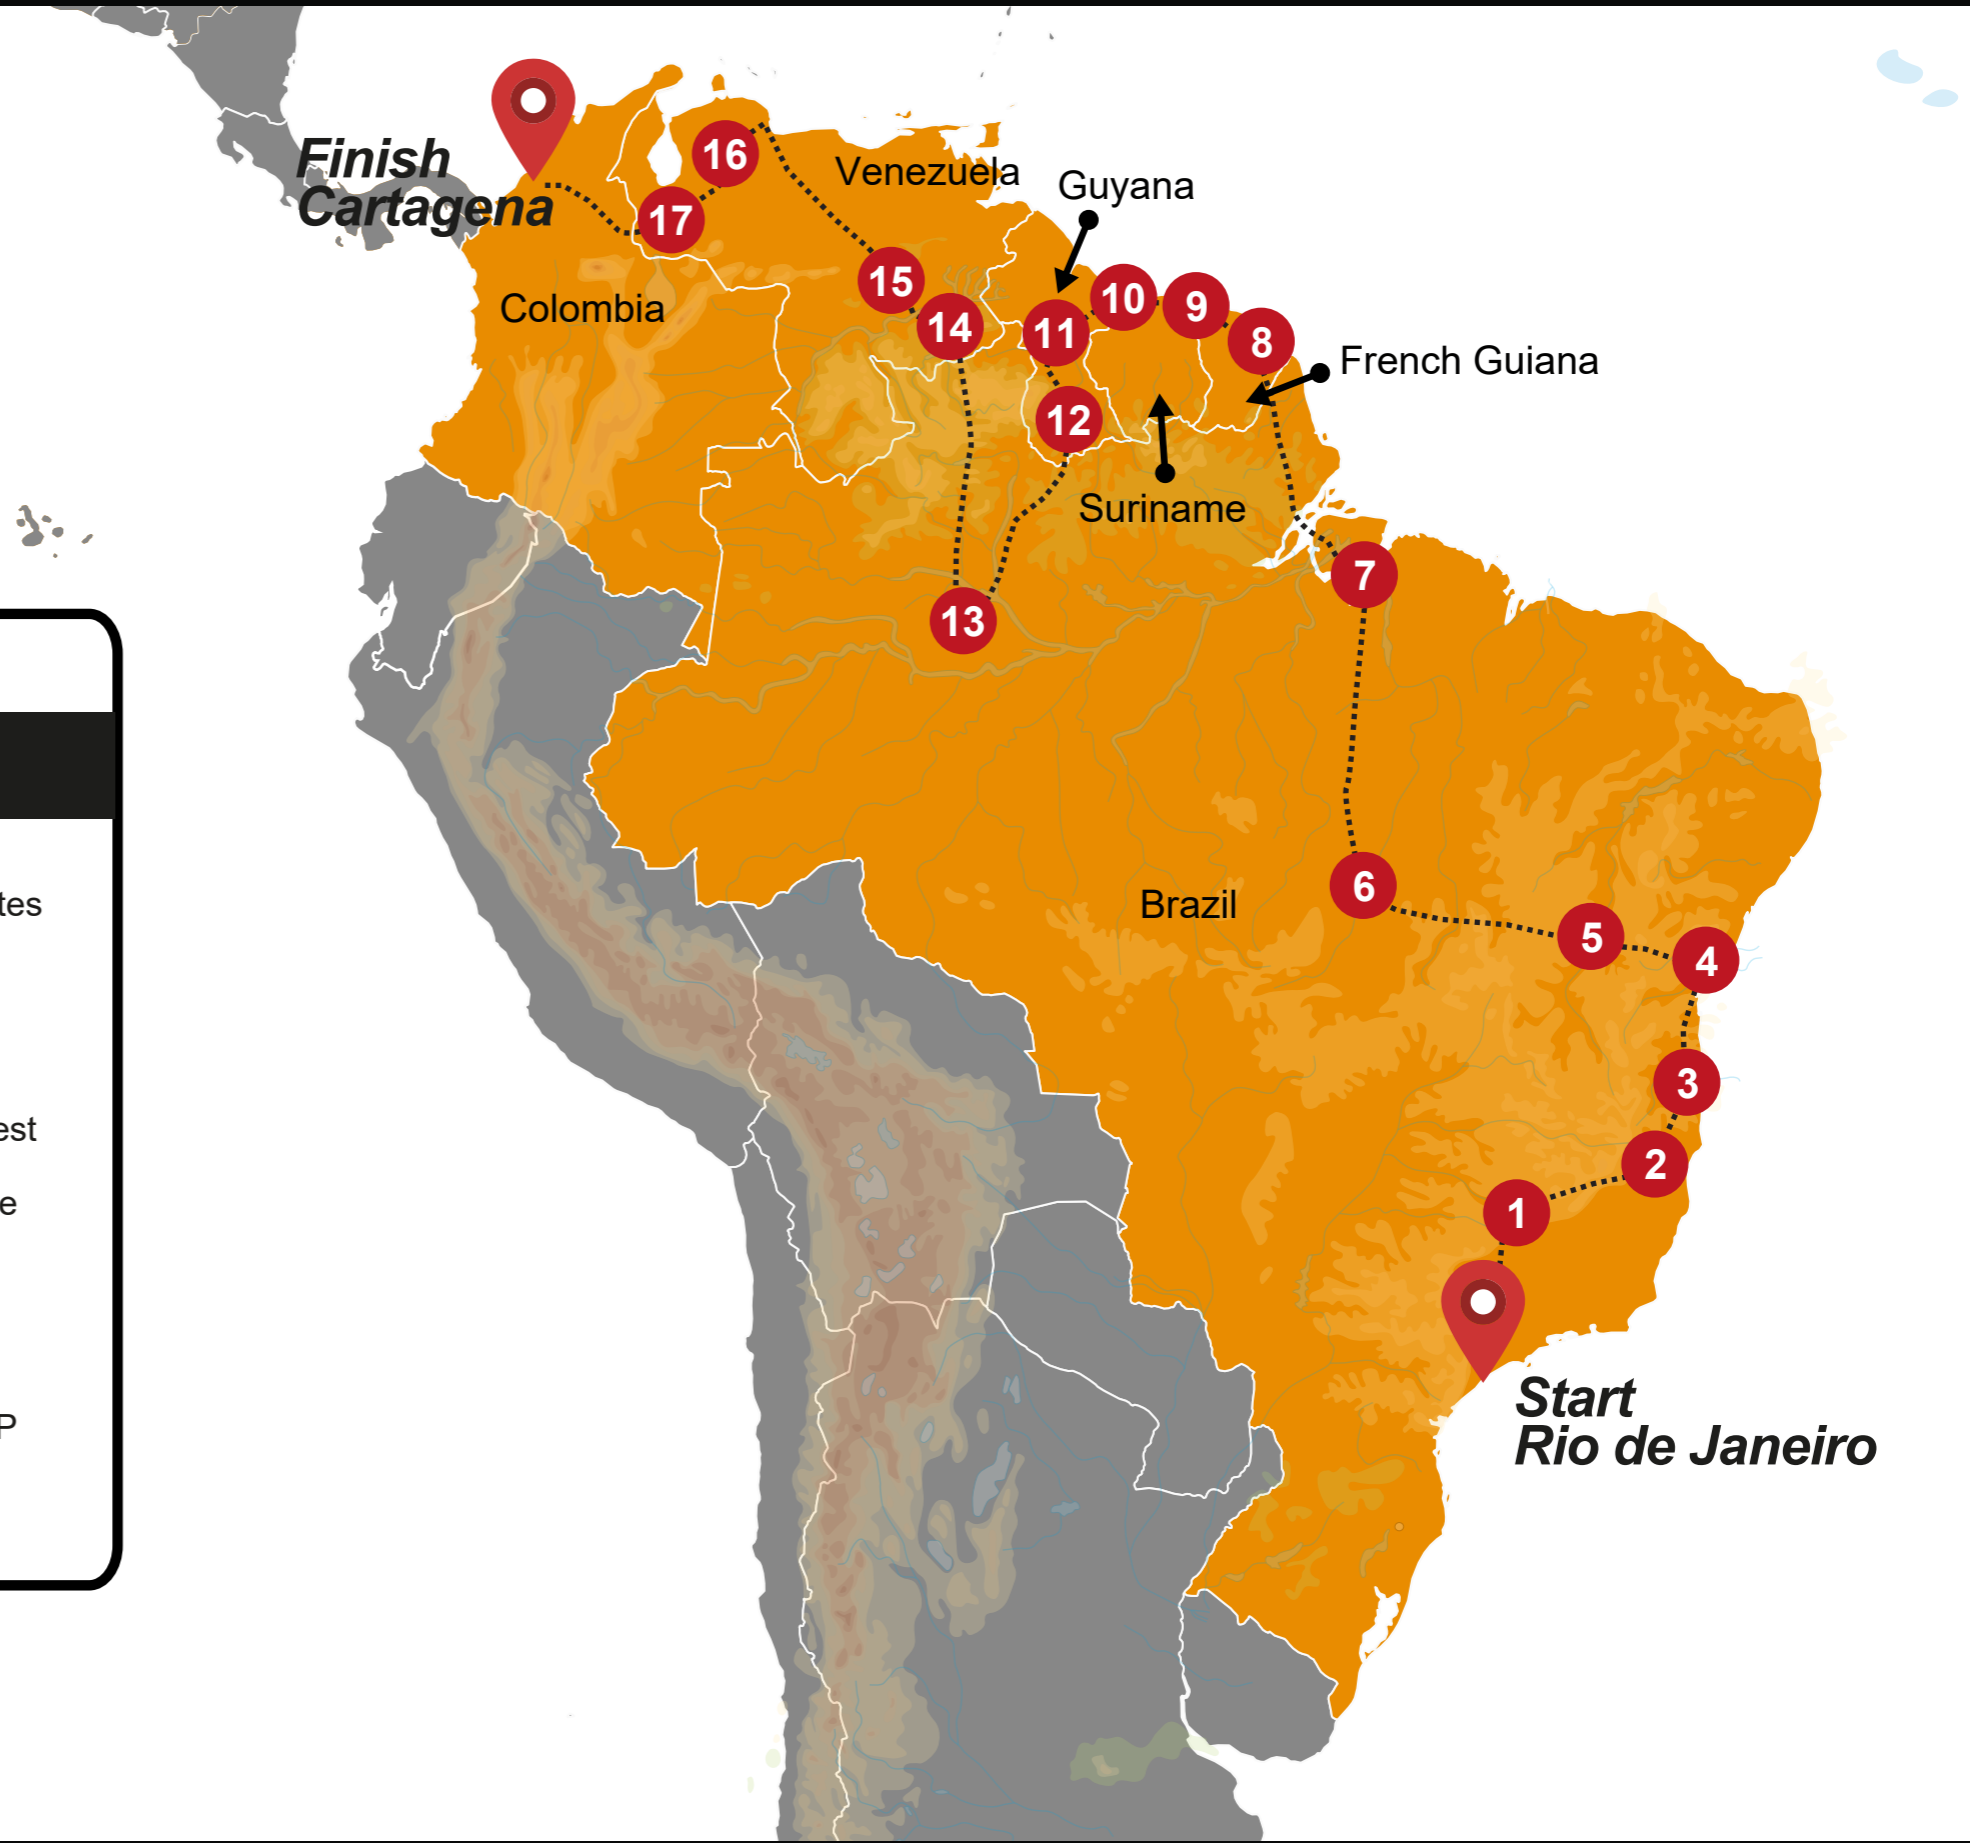 Finish
Cartagena
16
Venezuela
Guyana
17
Colombia
15
14
11
10
9
8
French Guiana
12
Suriname
7
13
tes
6
Brazil
5
4
est
3
e
2
1
P
Start
Rio de Janeiro